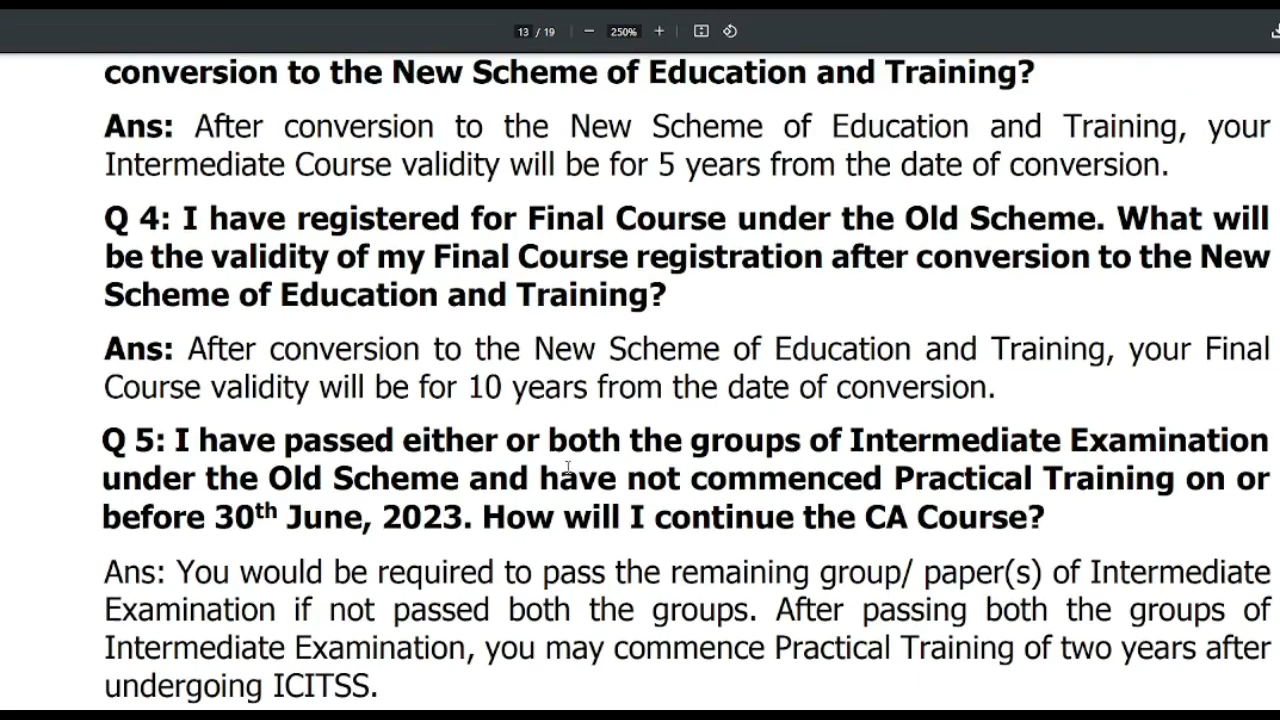 13 / 19 − 250% +
conversion to the New Scheme of Education and Training?
Ans: After conversion to the New Scheme of Education and Training, your
Intermediate Course validity will be for 5 years from the date of conversion.
Q 4: I have registered for Final Course under the Old Scheme. What will
be the validity of my Final Course registration after conversion to the New
Scheme of Education and Training?
Ans: After conversion to the New Scheme of Education and Training, your Final
Course validity will be for 10 years from the date of conversion.
Q 5: I have passed either or both the groups of Intermediate Examination
under the Old Scheme and have not commenced Practical Training on or
before 30th June, 2023. How will I continue the CA Course?
Ans: You would be required to pass the remaining group/ paper(s) of Intermediate
Examination if not passed both the groups. After passing both the groups of
Intermediate Examination, you may commence Practical Training of two years after
undergoing ICITSS.